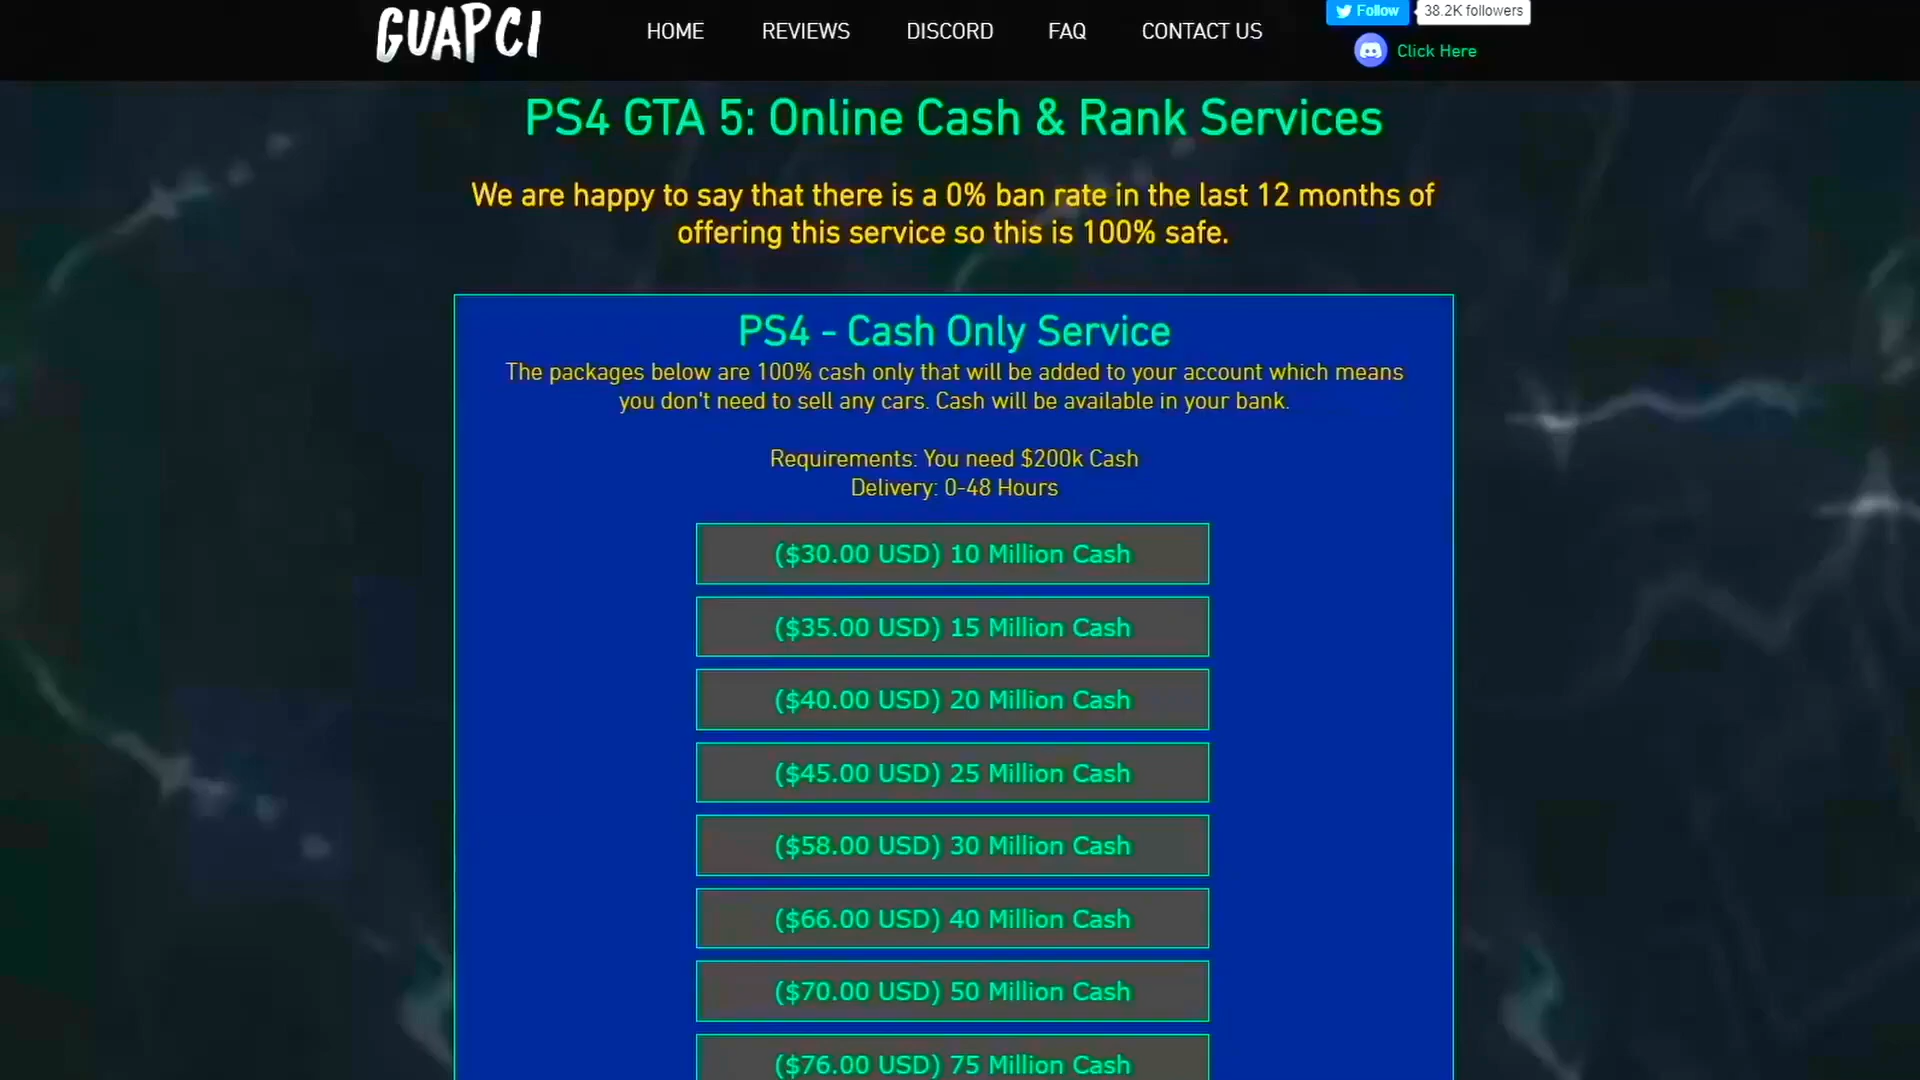 GUAPCI
HOME REVIEWS DISCORD FAQ CONTACT US
Follow 38.2K followers
Click Here
PS4 GTA 5: Online Cash & Rank Services
We are happy to say that there is a 0% ban rate in the last 12 months of
offering this service so this is 100% safe.
PS4 - Cash Only Service
The packages below are 100% cash only that will be added to your account which means
you don't need to sell any cars. Cash will be available in your bank.
Requirements: You need $200k Cash
Delivery: 0-48 Hours
($30.00 USD) 10 Million Cash
($35.00 USD) 15 Million Cash
($40.00 USD) 20 Million Cash
($45.00 USD) 25 Million Cash
($58.00 USD) 30 Million Cash
($66.00 USD) 40 Million Cash
($70.00 USD) 50 Million Cash
($76.00 USD) 75 Million Cash